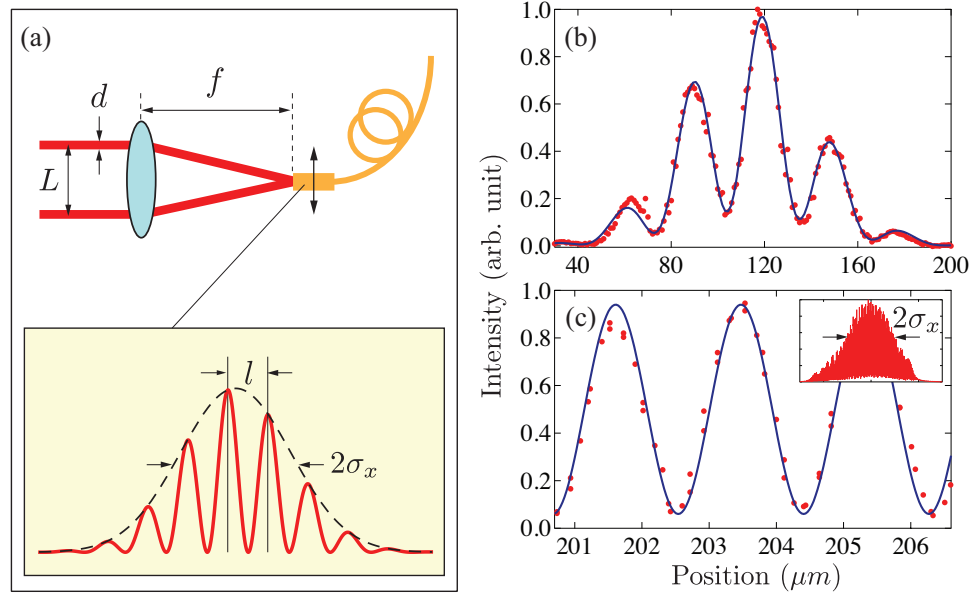 (a)
d
f
L
l
2σx
(b)
1.0
0.8
0.6
0.4
0.2
0.0
40
80
120
160
200
Intensity (arb. unit)
(c)
2σx
1.0
0.8
0.6
0.4
0.2
0.0
201
202
203
204
205
206
Position (μm)